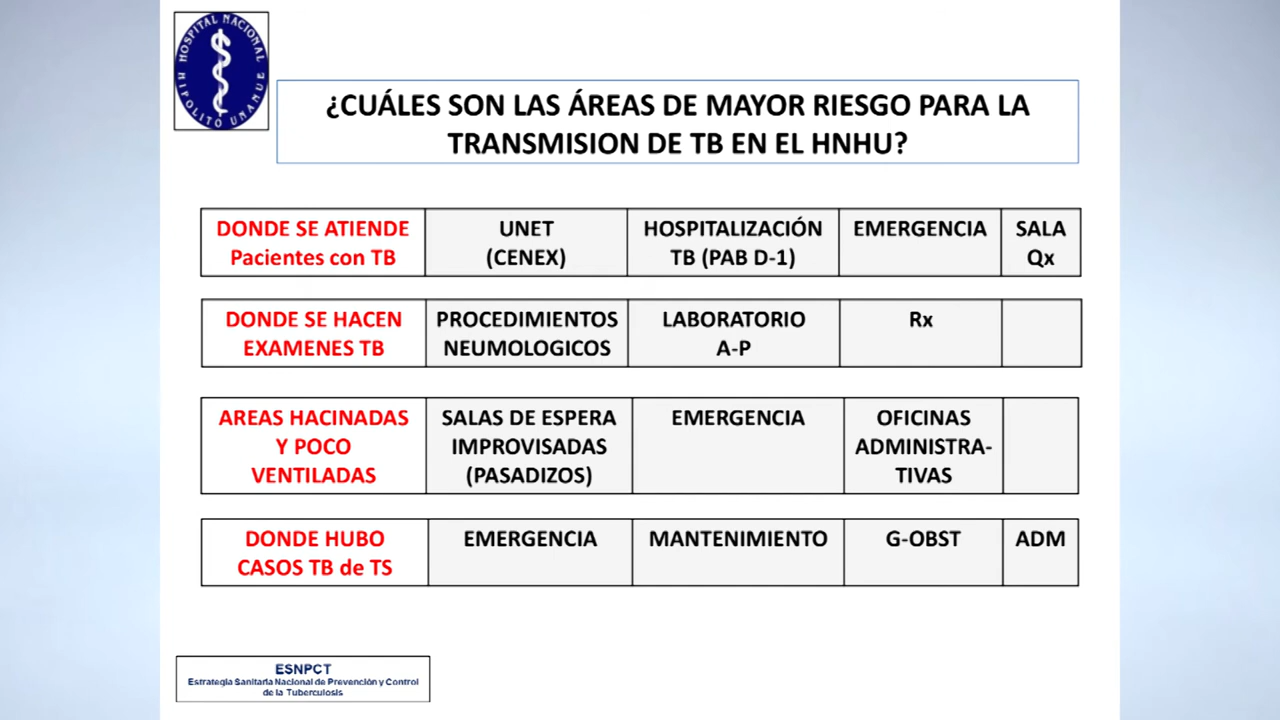 HOSPITAL NACIONAL
HIPOLITO UNANUE
¿CUÁLES SON LAS ÁREAS DE MAYOR RIESGO PARA LA
TRANSMISION DE TB EN EL HNHU?
DONDE SE ATIENDE
Pacientes con TB
UNET
(CENEX)
HOSPITALIZACIÓN
TB (PAB D-1)
EMERGENCIA
SALA
Qx
DONDE SE HACEN
EXAMENES TB
PROCEDIMIENTOS
NEUMOLOGICOS
LABORATORIO
A-P
Rx
AREAS HACINADAS
Y POCO
VENTILADAS
SALAS DE ESPERA
IMPROVISADAS
(PASADIZOS)
EMERGENCIA
OFICINAS
ADMINISTRA-
TIVAS
DONDE HUBO
CASOS TB de TS
EMERGENCIA
MANTENIMIENTO
G-OBST
ADM
ESNPCT
Estrategia Sanitaria Nacional de Prevención y Control
de la Tuberculosis